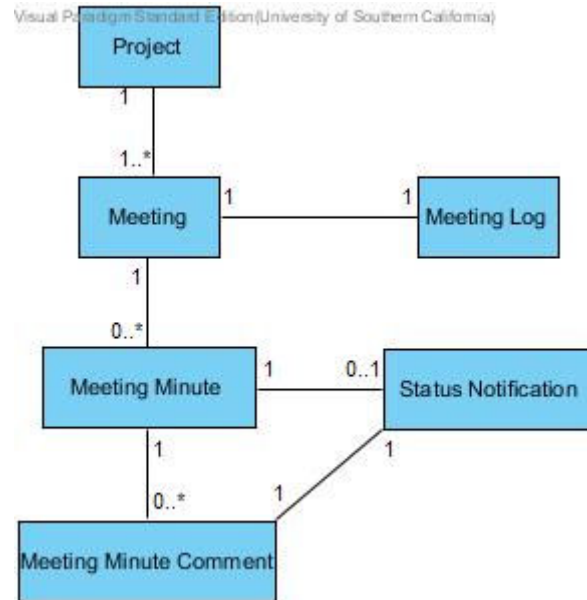 Visual Paradigm Standard Edition(University of Southern California)
Project
1
1..*
Meeting
1
1
Meeting Log
1
0..*
Meeting Minute
1
0..1
Status Notification
1
1
0..*
1
Meeting Minute Comment